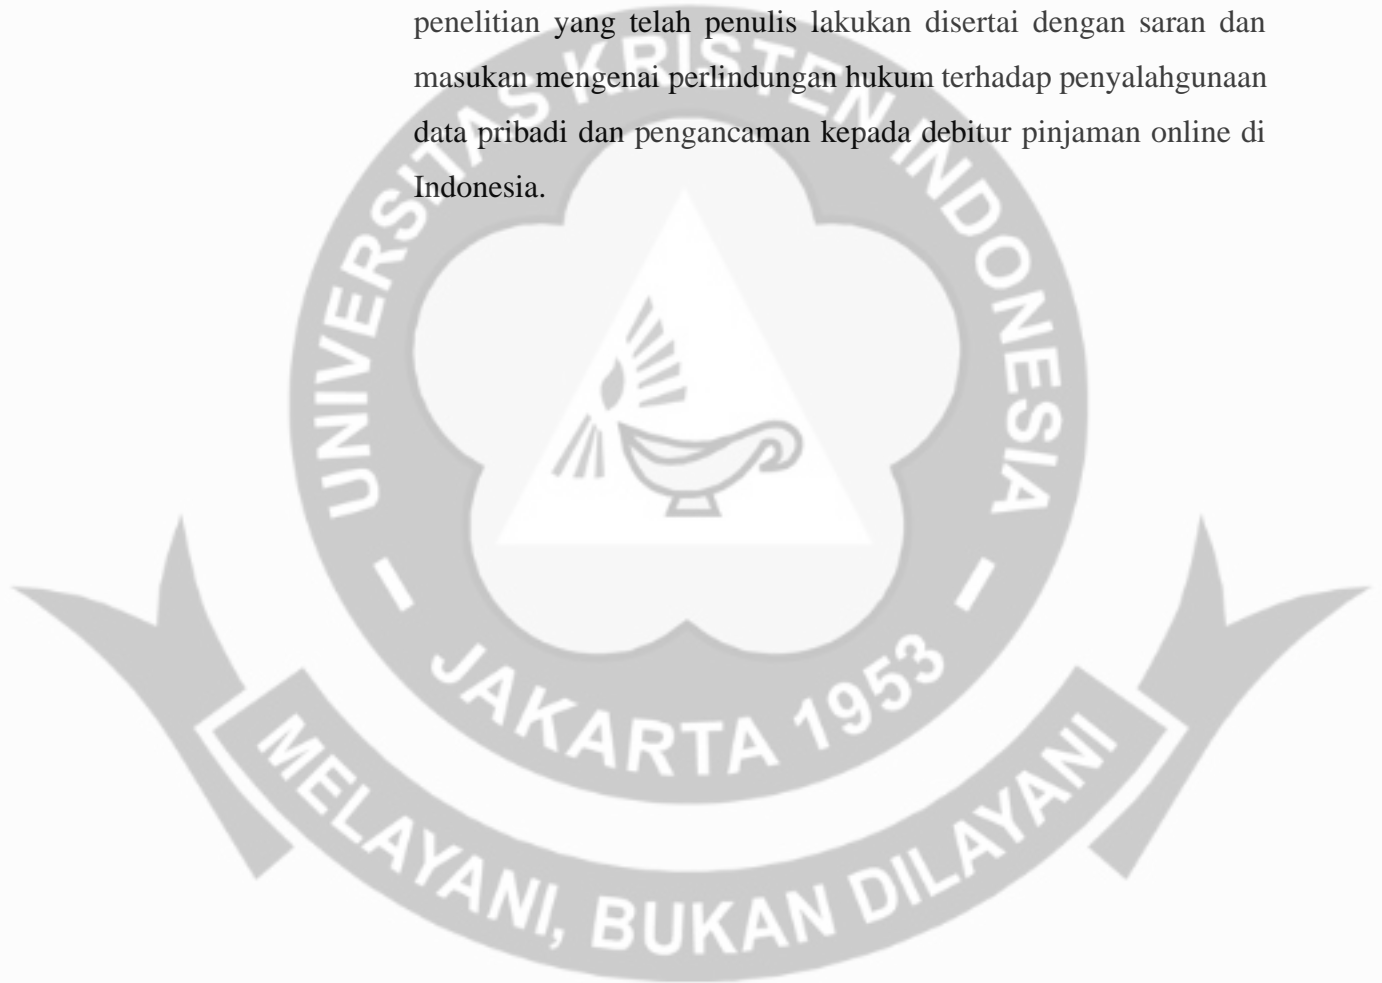 penelitian yang telah penulis lakukan disertai dengan saran dan
masukan mengenai perlindungan hukum terhadap penyalahgunaan
data pribadi dan pengancaman kepada debitur pinjaman online di
Indonesia.
UNIVERSITAS KRISTEN INDONESIA
JAKARTA 1953
MELAYANI, BUKAN DILAYANI